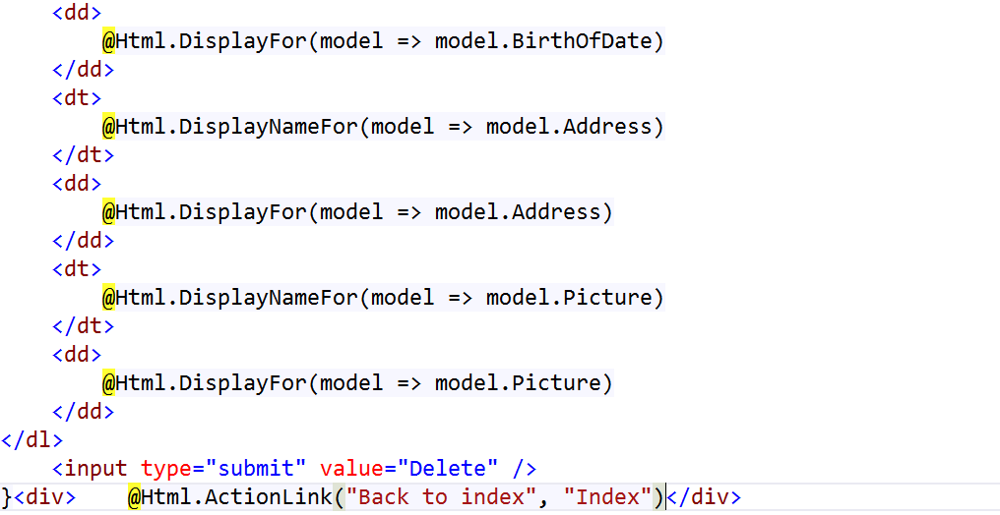 <dd>
@Html.DisplayFor(model => model.BirthOfDate)
</dd>
<dt>
@Html.DisplayNameFor(model => model.Address)
</dt>
<dd>
@Html.DisplayFor(model => model.Address)
</dd>
<dt>
@Html.DisplayNameFor(model => model.Picture)
</dt>
<dd>
@Html.DisplayFor(model => model.Picture)
</dd>
</dl>
<input type="submit" value="Delete" />
}<div>    @Html.ActionLink("Back to index", "Index")</div>